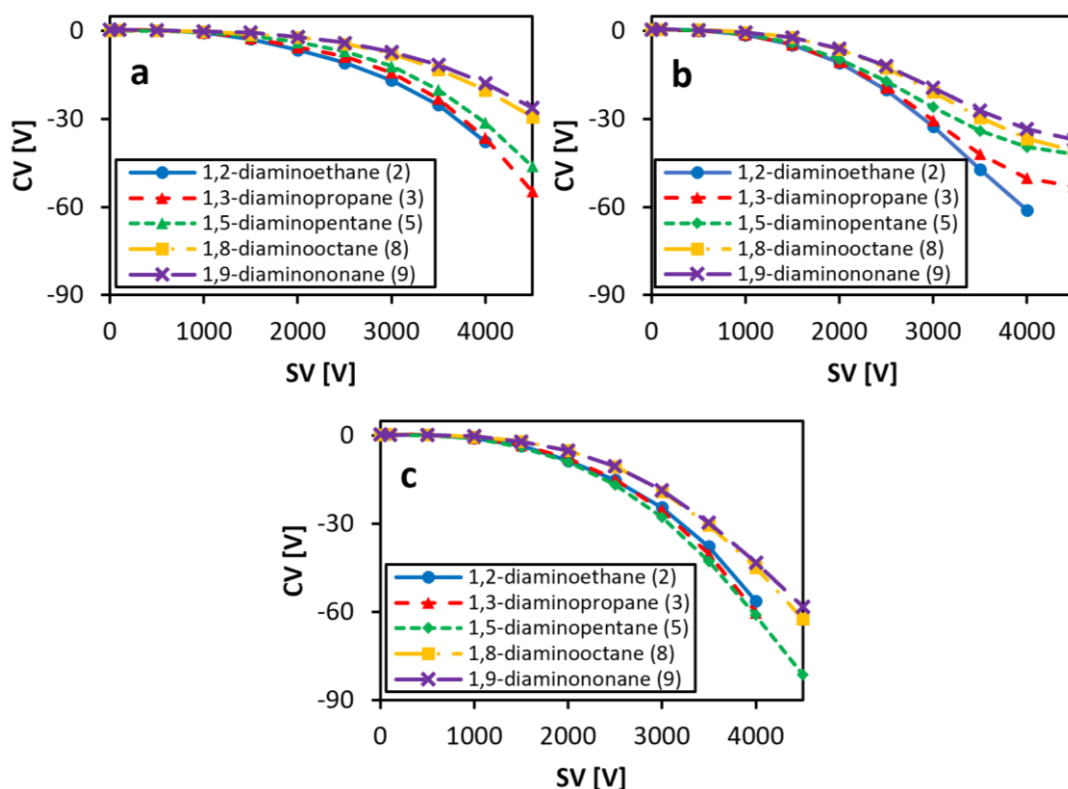 0
-30
-60
-90
CV [V]
a
1,2-diaminoethane (2)
1,3-diaminopropane (3)
1,5-diaminopentane (5)
1,8-diaminooctane (8)
1,9-diaminononane (9)
0 1000 2000 3000 4000
SV [V]
0
-30
-60
-90
CV [V]
b
1,2-diaminoethane (2)
1,3-diaminopropane (3)
1,5-diaminopentane (5)
1,8-diaminooctane (8)
1,9-diaminononane (9)
0 1000 2000 3000 4000
SV [V]
0
-30
-60
-90
CV [V]
c
1,2-diaminoethane (2)
1,3-diaminopropane (3)
1,5-diaminopentane (5)
1,8-diaminooctane (8)
1,9-diaminononane (9)
0 1000 2000 3000 4000
SV [V]